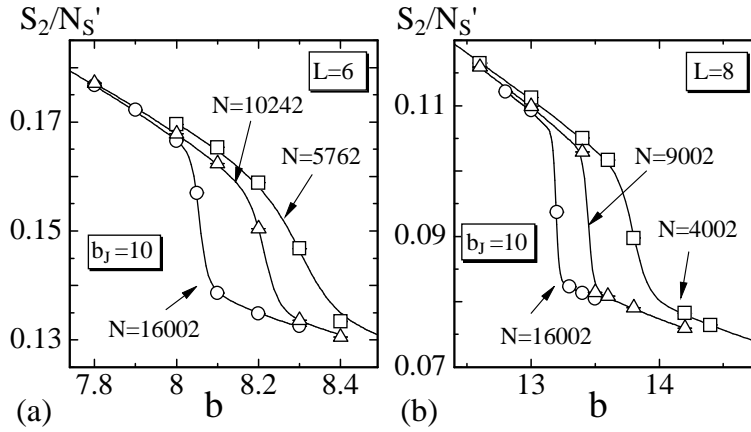 S₂/Nₛ'
L=6
0.17
N=10242
N=5762
0.15
b_J=10
N=16002
0.13
7.8 8 8.2 8.4
(a) b
S₂/Nₛ'
L=8
0.11
N=9002
0.09
b_J=10
N=4002
N=16002
0.07
13 14
(b) b